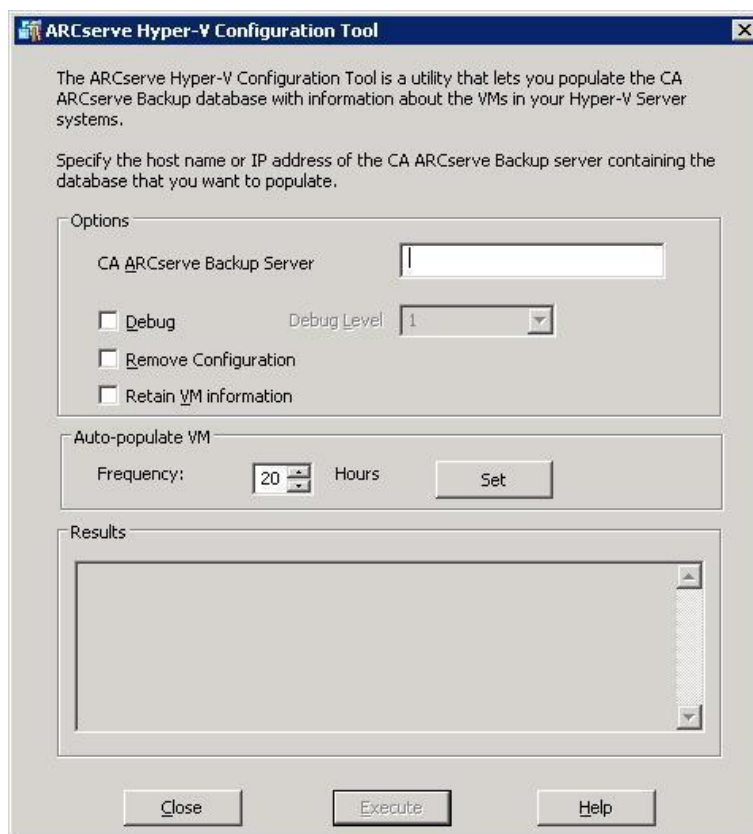 ARCserve Hyper-V Configuration Tool
The ARCserve Hyper-V Configuration Tool is a utility that lets you populate the CA
ARCserve Backup database with information about the VMs in your Hyper-V Server
systems.
Specify the host name or IP address of the CA ARCserve Backup server containing the
database that you want to populate.
Options
CA ARCserve Backup Server
Debug Debug Level 1
Remove Configuration
Retain VM information
Auto-populate VM
Frequency: 20 Hours Set
Results
Close Execute Help